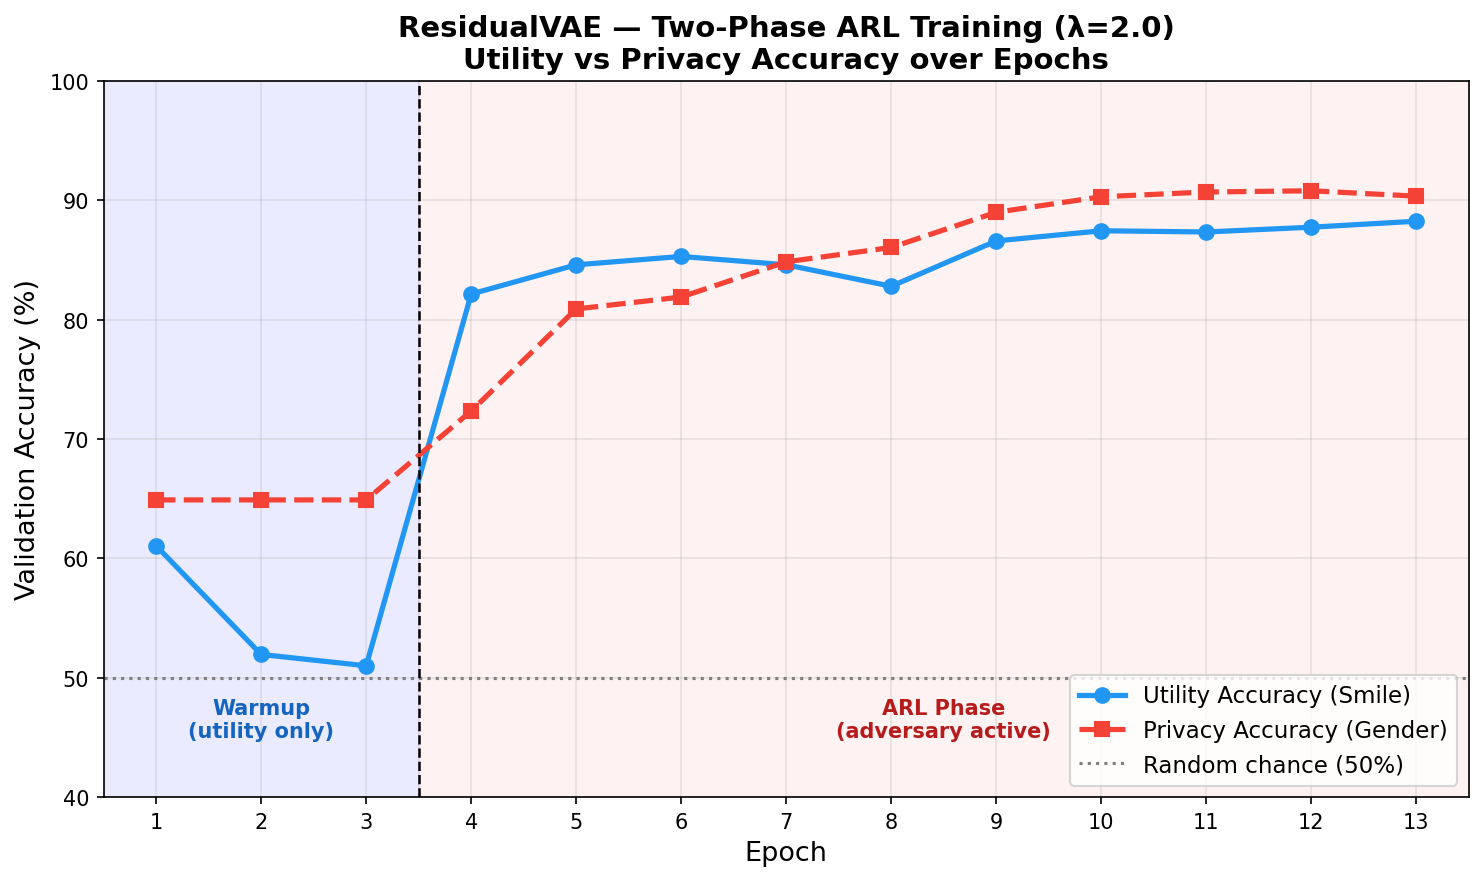 ResidualVAE — Two-Phase ARL Training (λ=2.0)
Utility vs Privacy Accuracy over Epochs
Validation Accuracy (%)
100
90
80
70
60
50
40
Warmup
(utility only)
ARL Phase
(adversary active)
Utility Accuracy (Smile)
Privacy Accuracy (Gender)
Random chance (50%)
1 2 3 4 5 6 7 8 9 10 11 12 13
Epoch